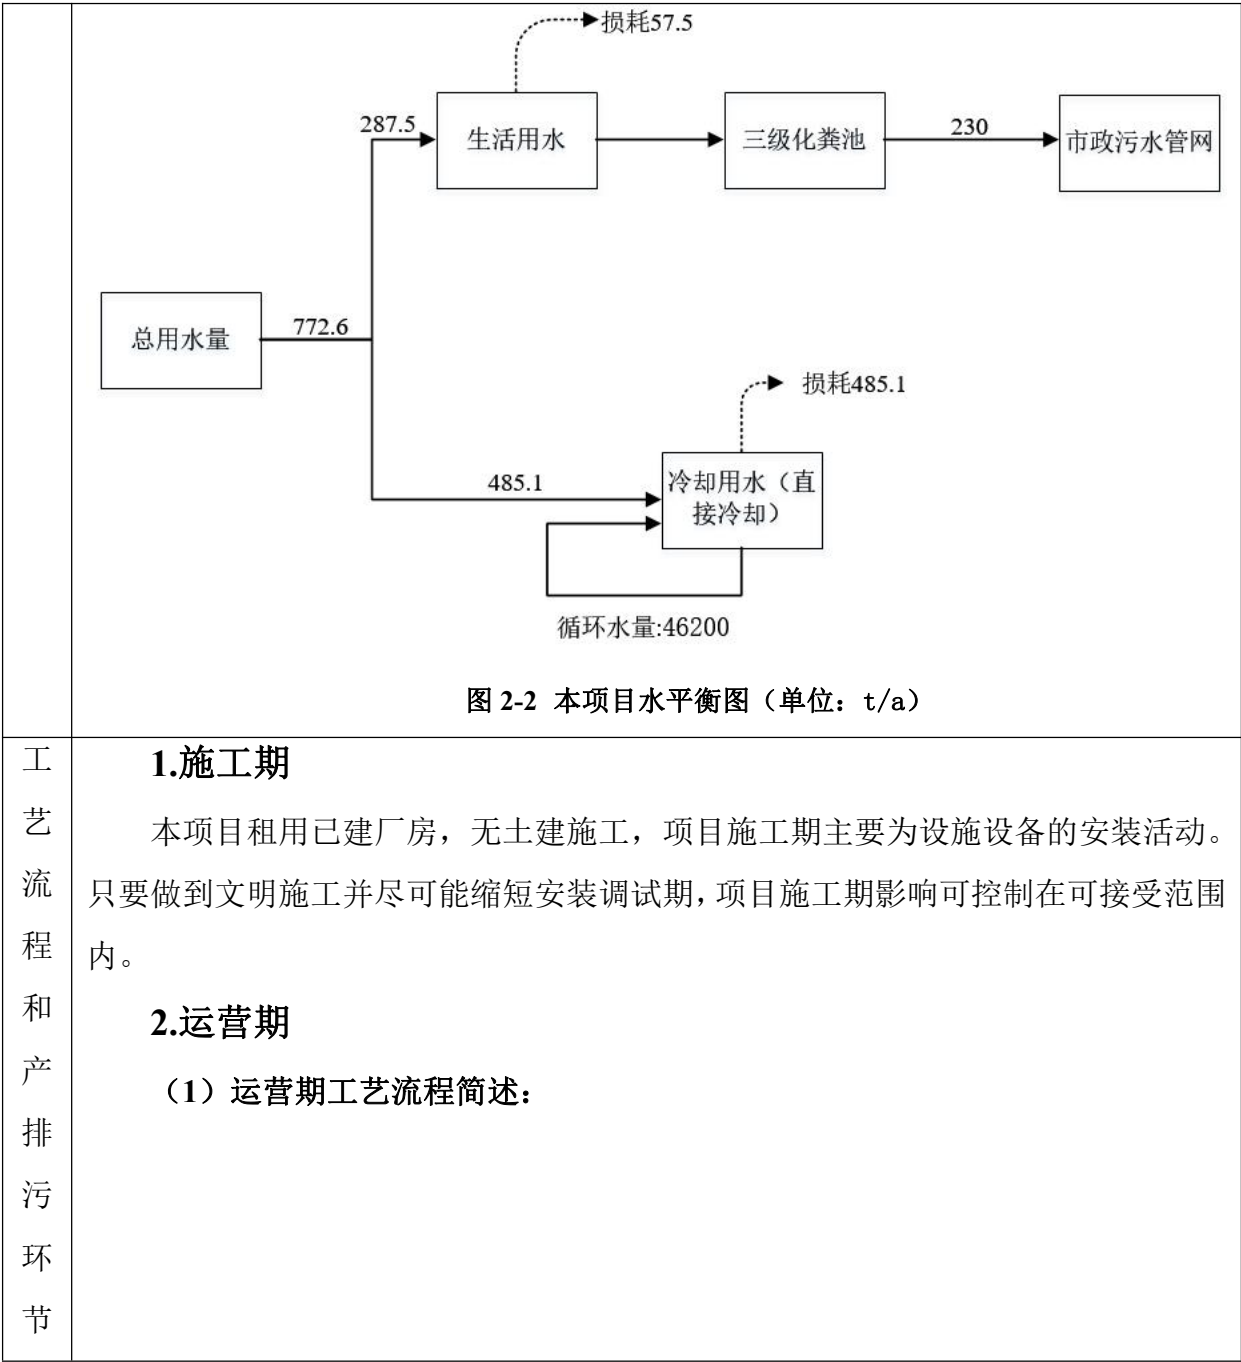 损耗57.5
287.5
生活用水
三级化粪池
230
市政污水管网
总用水量
772.6
损耗485.1
485.1
冷却用水（直
接冷却）
循环水量:46200
图 2-2 本项目水平衡图（单位：t/a）
工
艺
流
程
和
产
排
污
环
节
1.施工期
本项目租用已建厂房，无土建施工，项目施工期主要为设施设备的安装活动。
只要做到文明施工并尽可能缩短安装调试期，项目施工期影响可控制在可接受范围
内。
2.运营期
（1）运营期工艺流程简述：